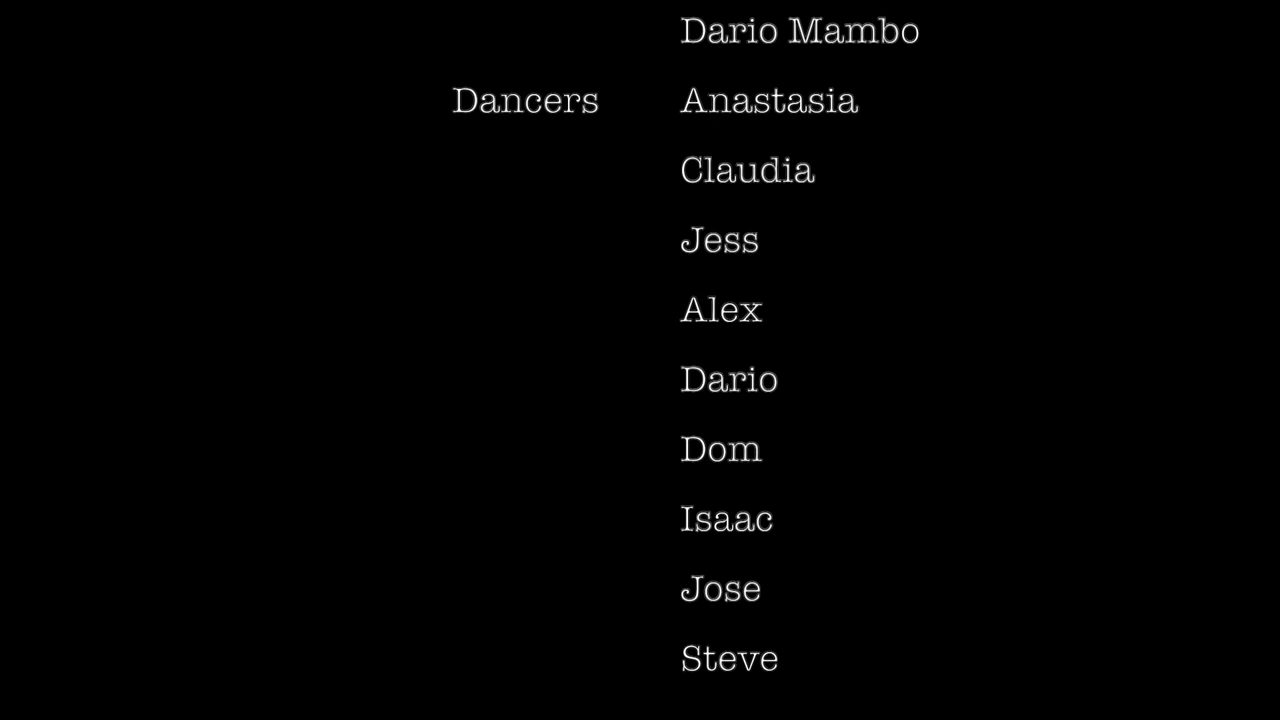 Dario Mambo
Dancers Anastasia
Claudia
Jess
Alex
Dario
Dom
Isaac
Jose
Steve